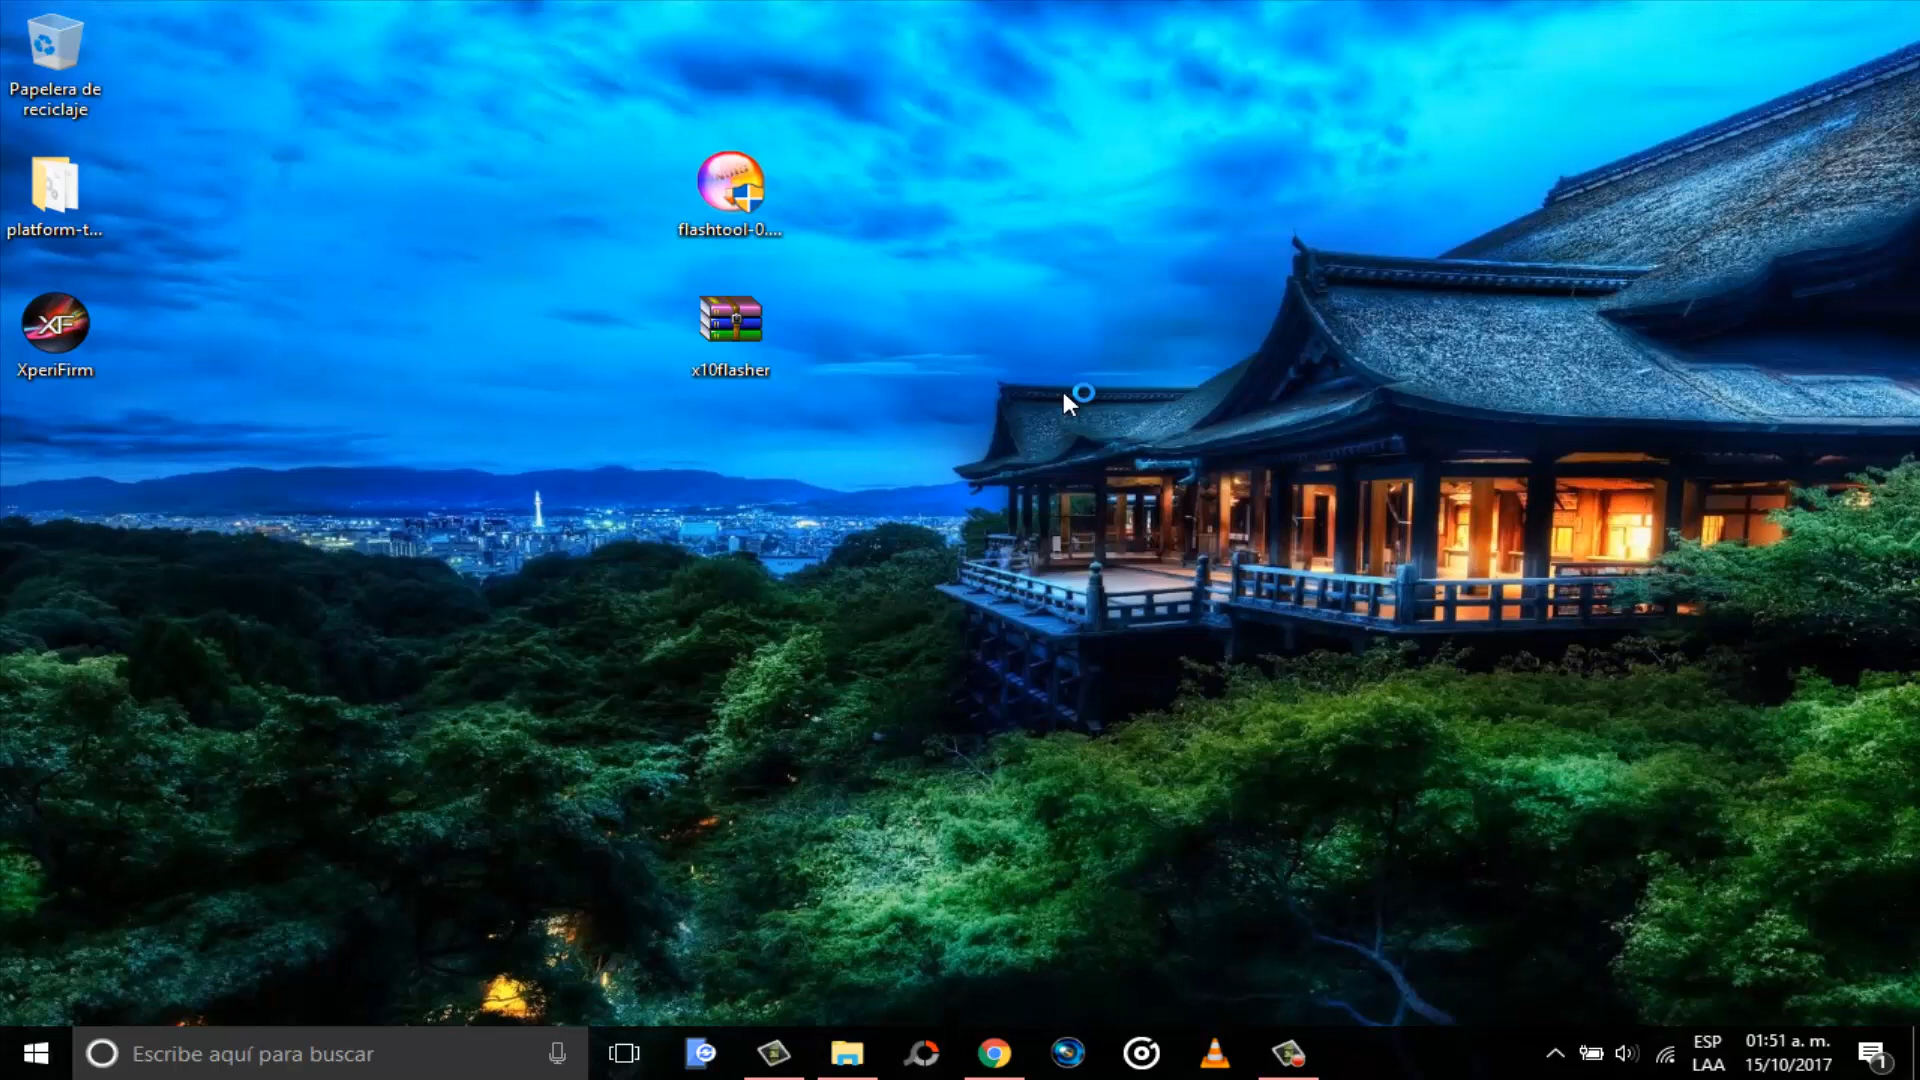 Papelera de
reciclaje
platform-t...
XperiFirm
flashtool-0....
x10flasher
Escribe aquí para buscar
ESP
LAA
01:51 a. m.
15/10/2017
1